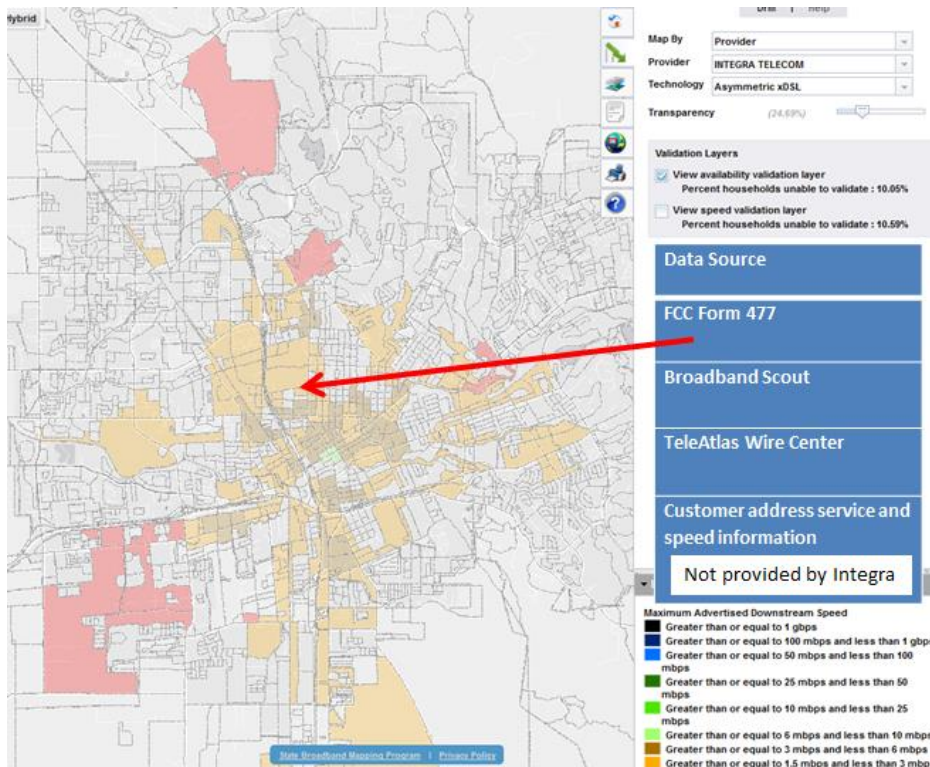 Hybrid
Drill | Help
Map By Provider
Provider INTEGRA TELECOM
Technology Asymmetric xDSL
Transparency (24.69%)
Validation Layers
View availability validation layer
Percent households unable to validate : 10.05%
View speed validation layer
Percent households unable to validate : 10.59%
Data Source
FCC Form 477
Broadband Scout
TeleAtlas Wire Center
Customer address service and
speed information
Not provided by Integra
Maximum Advertised Downstream Speed
Greater than or equal to 1 gbps
Greater than or equal to 100 mbps and less than 1 gbps
Greater than or equal to 50 mbps and less than 100
mbps
Greater than or equal to 25 mbps and less than 50
mbps
Greater than or equal to 10 mbps and less than 25
mbps
Greater than or equal to 6 mbps and less than 10 mbps
Greater than or equal to 3 mbps and less than 6 mbps
Greater than or equal to 1.5 mbps and less than 3 mbp
State Broadband Mapping Program | Privacy Policy